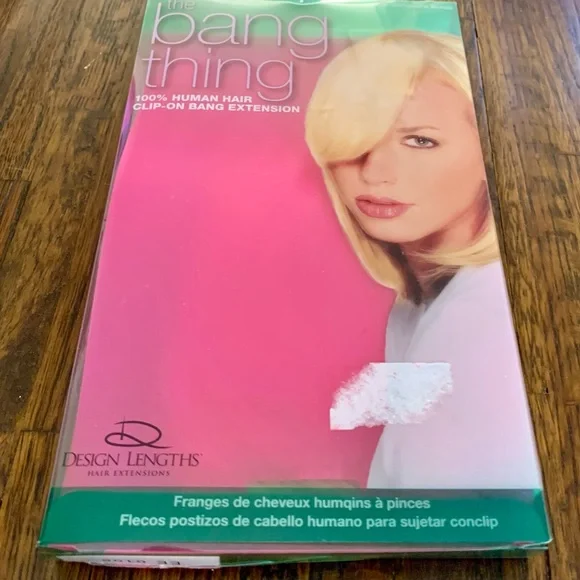 the
bang
thing
100% HUMAN HAIR
CLIP-ON BANG EXTENSION
DESIGN LENGTHS
HAIR EXTENSIONS
Franges de cheveux humqins à pinces
Flecos postizos de cabello humano para sujetar conclip